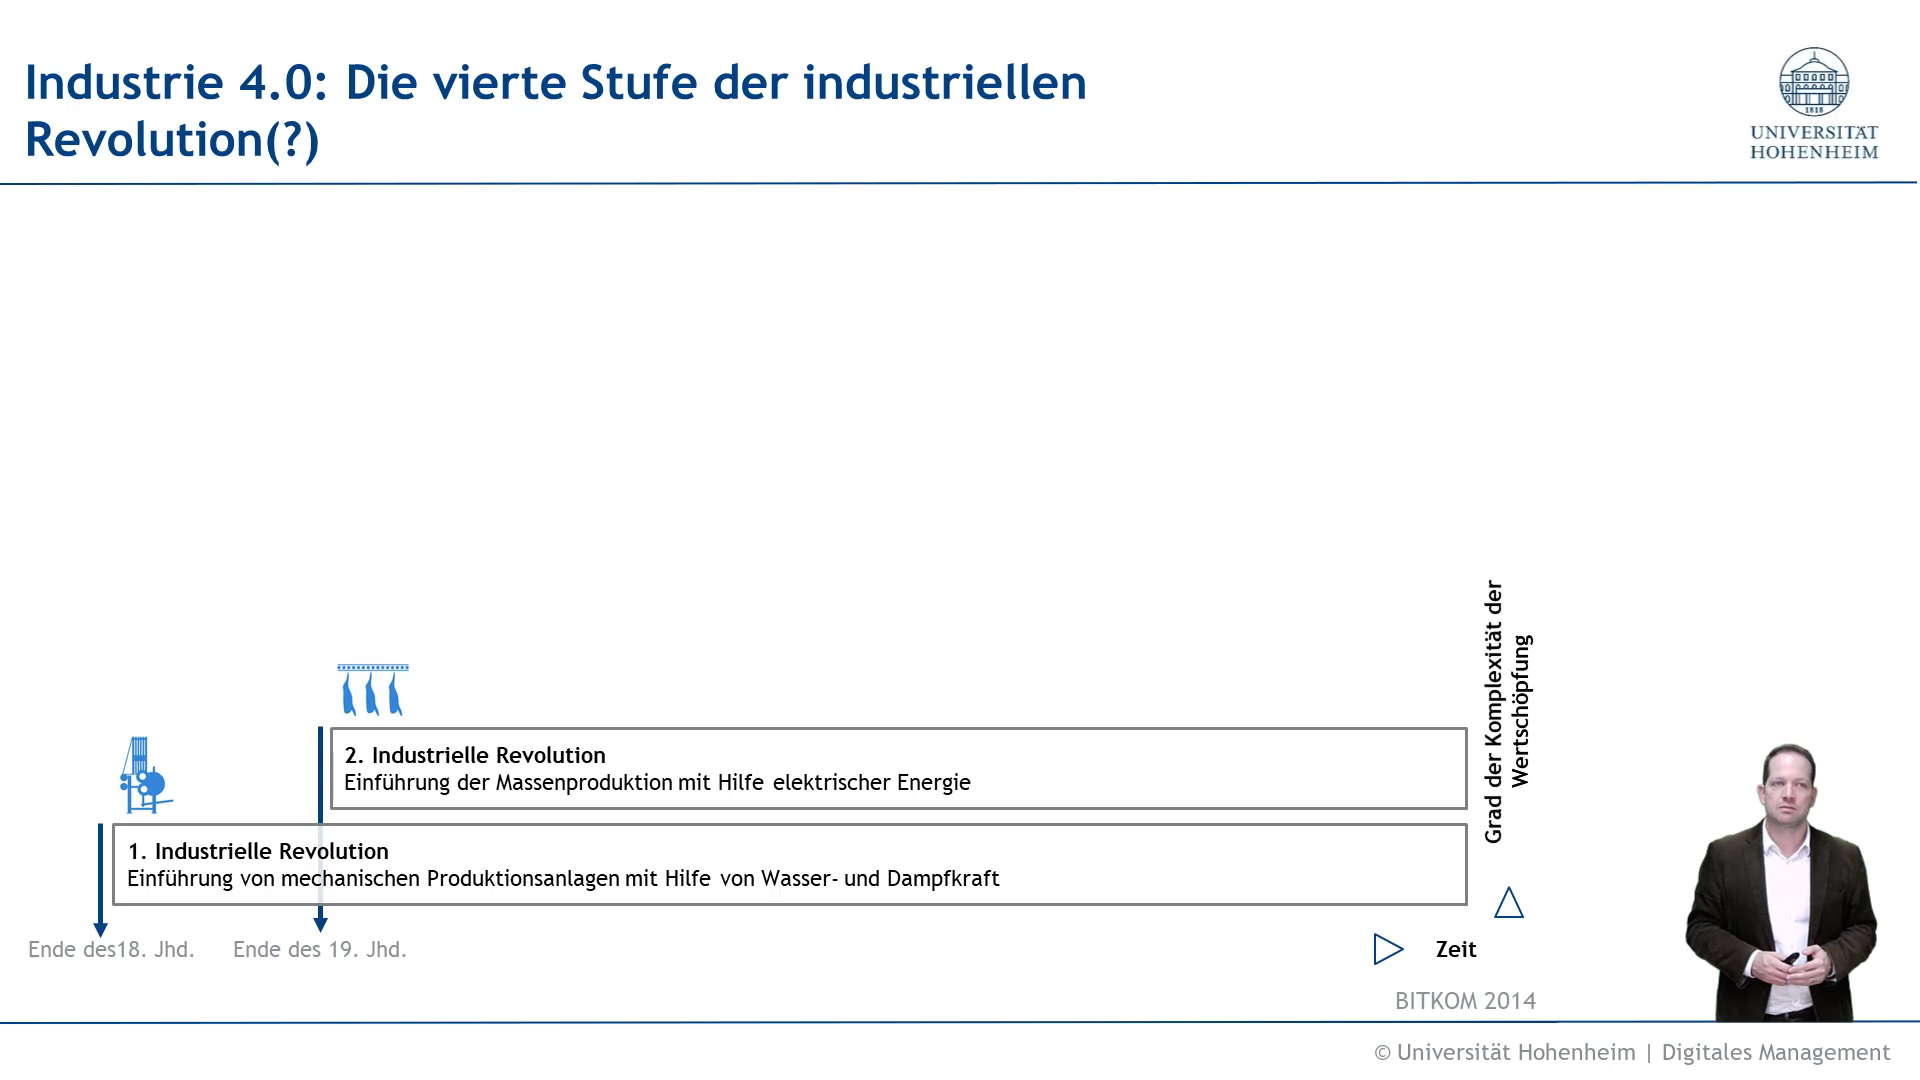 Industrie 4.0: Die vierte Stufe der industriellen
Revolution(?)
1818
UNIVERSITÄT
HOHENHEIM
Grad der Komplexität der
Wertschöpfung
2. Industrielle Revolution
Einführung der Massenproduktion mit Hilfe elektrischer Energie
1. Industrielle Revolution
Einführung von mechanischen Produktionsanlagen mit Hilfe von Wasser- und Dampfkraft
Ende des18. Jhd.
Ende des 19. Jhd.
Zeit
BITKOM 2014
© Universität Hohenheim | Digitales Management